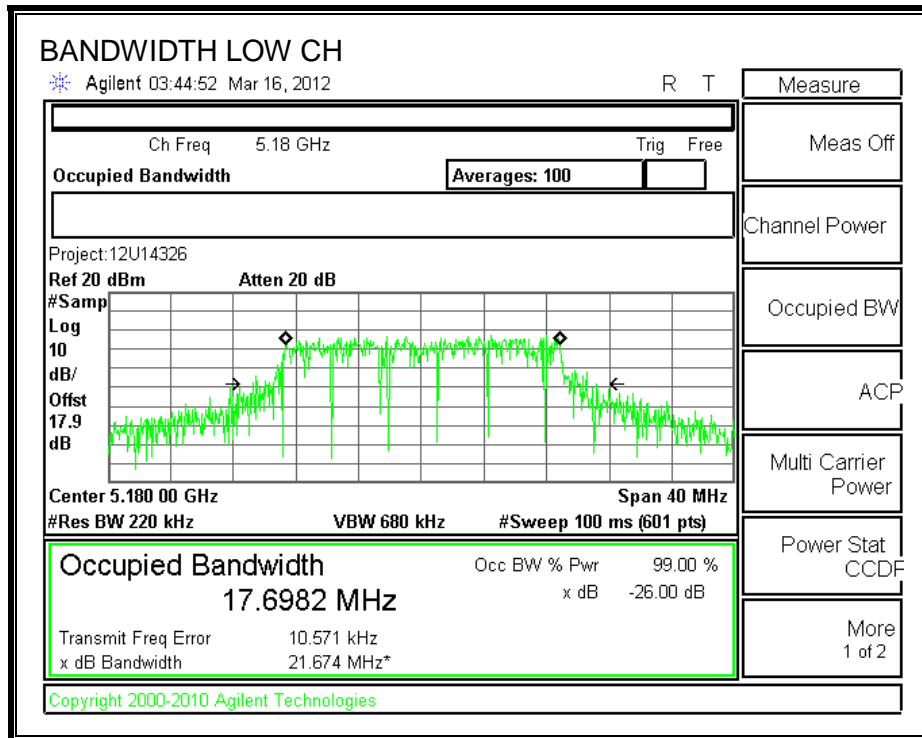 BANDWIDTH LOW CH
Agilent 03:44:52 Mar 16, 2012 R T
Measure
Ch Freq 5.18 GHz Trig Free
Meas Off
Occupied Bandwidth Averages: 100
Channel Power
Project:12U14326
Ref 20 dBm Atten 20 dB
#Samp
Log
10
dB/
Offst
17.9
dB
Occupied BW
ACP
Multi Carrier
Power
Center 5.180 00 GHz Span 40 MHz
#Res BW 220 kHz VBW 680 kHz #Sweep 100 ms (601 pts)
Power Stat
CCDF
Occupied Bandwidth Occ BW % Pwr 99.00 %
17.6982 MHz x dB -26.00 dB
Transmit Freq Error 10.571 kHz
x dB Bandwidth 21.674 MHz*
More
1 of 2
Copyright 2000-2010 Agilent Technologies